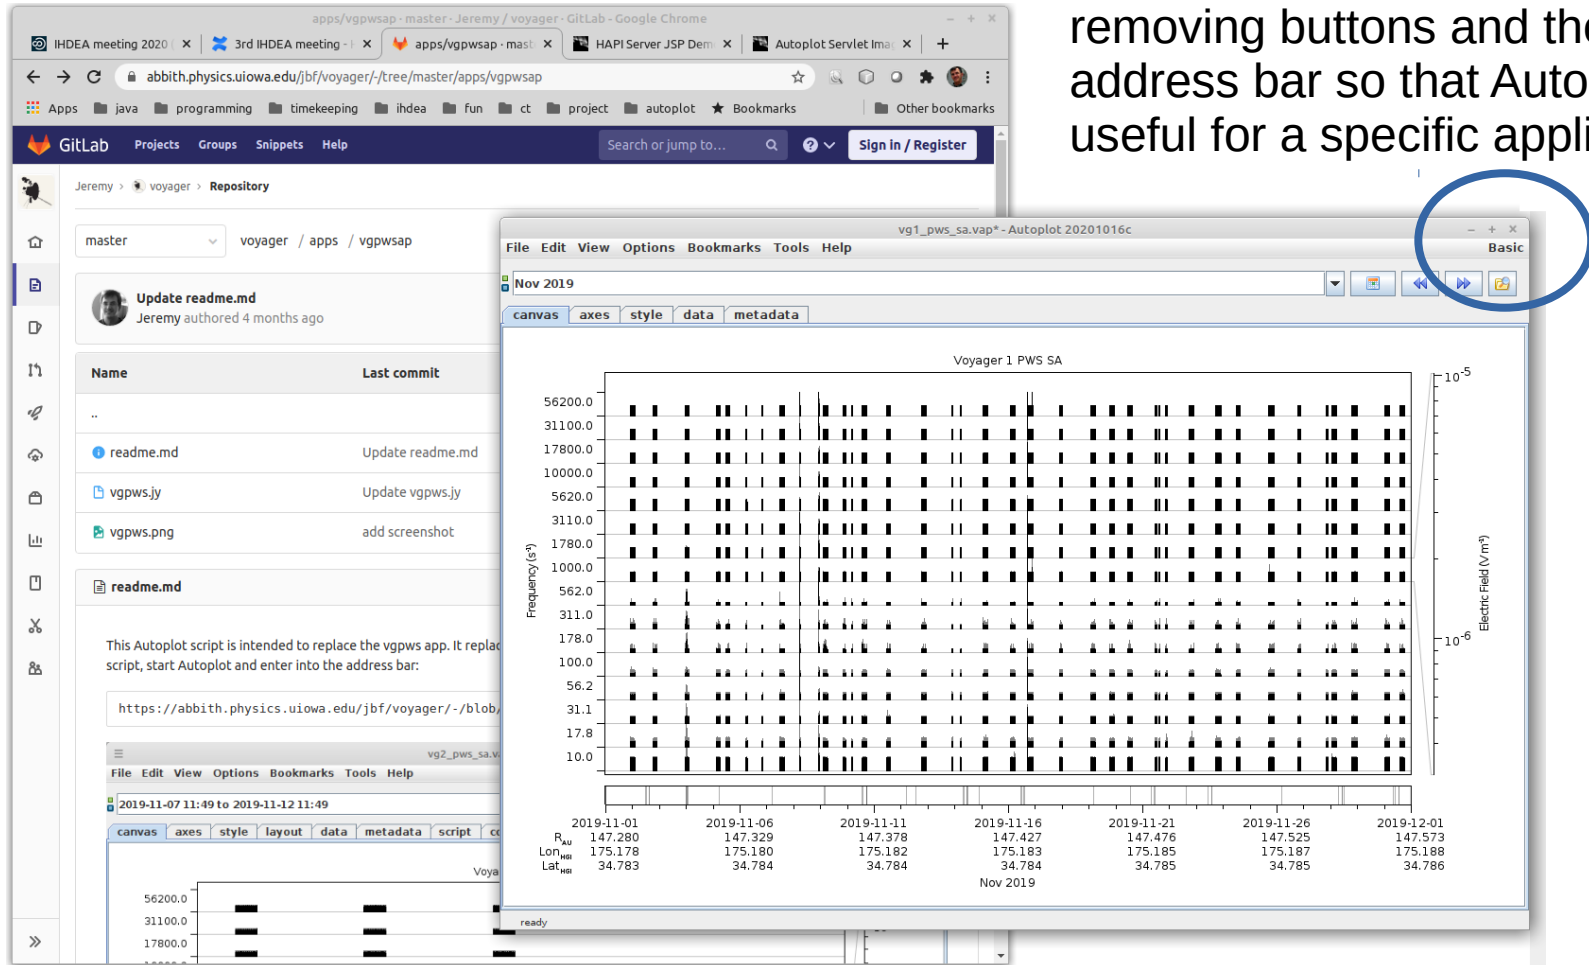 removing buttons and the
address bar so that Auto
useful for a specific appli
apps/vgpwsap · master · Jeremy / voyager · GitLab - Google Chrome
IHDEA meeting 2020
3rd IHDEA meeting -
apps/vgpwsap · mast
HAPI Server JSP Dem
Autoplot Servlet Imag
abbith.physics.uiowa.edu/jbf/voyager/-/tree/master/apps/vgpwsap
Apps java programming timekeeping ihdea fun ct project autoplot Bookmarks Other bookmarks
GitLab Projects Groups Snippets Help Search or jump to... Sign in / Register
Jeremy > voyager > Repository
master voyager / apps / vgpwsap
Update readme.md
Jeremy authored 4 months ago
Name Last commit
..
readme.md Update readme.md
vgpws.jy Update vgpws.jy
vgpws.png add screenshot
readme.md
This Autoplot script is intended to replace the vgpws app. It replac
script, start Autoplot and enter into the address bar:
https://abbith.physics.uiowa.edu/jbf/voyager/-/blob/
vg2_pws_sa.v
File Edit View Options Bookmarks Tools Help
2019-11-07 11:49 to 2019-11-12 11:49
canvas axes style layout data metadata script co
Voya
56200.0
31100.0
17800.0
vg1_pws_sa.vap* - Autoplot 20201016c
File Edit View Options Bookmarks Tools Help Basic
Nov 2019
canvas axes style data metadata
Voyager 1 PWS SA
56200.0
31100.0
17800.0
10000.0
5620.0
3110.0
1780.0
1000.0
562.0
311.0
178.0
100.0
56.2
31.1
17.8
10.0
Frequency (s⁻¹)
10⁻⁵
10⁻⁶
Electric Field (V m⁻¹)
2019-11-01 2019-11-06 2019-11-11 2019-11-16 2019-11-21 2019-11-26 2019-12-01
R AU 147.280 147.329 147.378 147.427 147.476 147.525 147.573
Lon HGI 175.178 175.180 175.182 175.183 175.185 175.187 175.188
Lat HGI 34.783 34.784 34.784 34.784 34.785 34.785 34.786
Nov 2019
ready